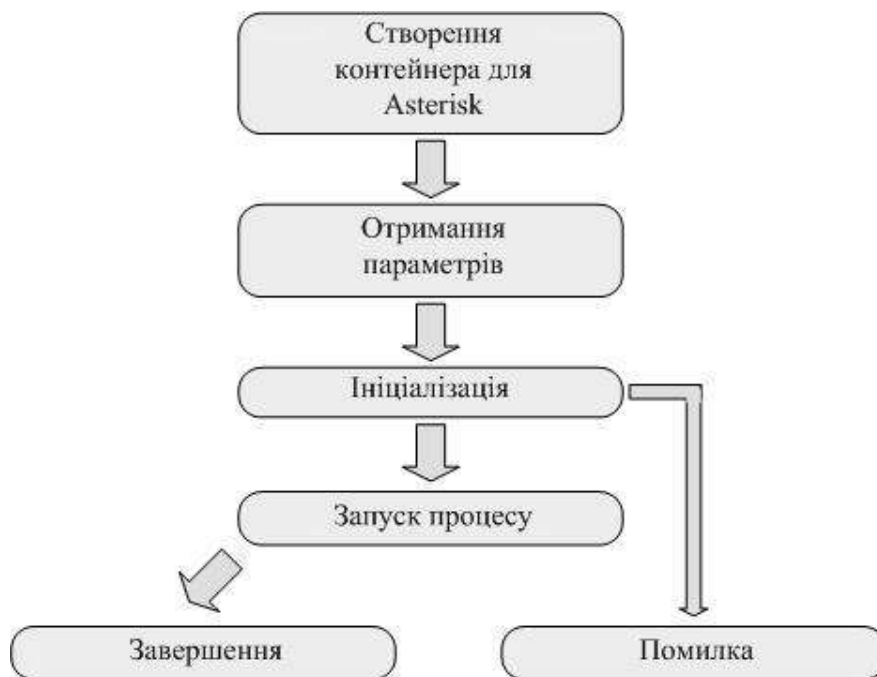 Створення
контейнера для
Asterisk
Отримання
параметрів
Ініціалізація
Запуск процесу
Завершення
Помилка